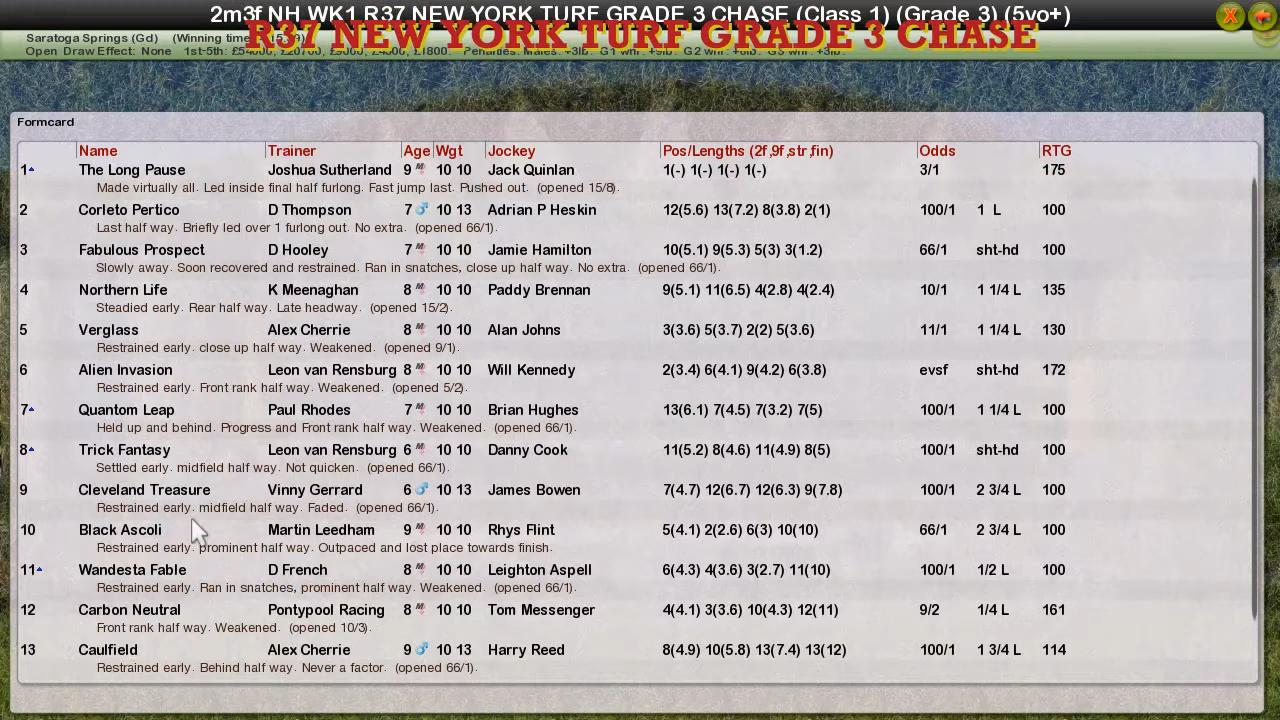 2m3f NH WK1 R37 NEW YORK TURF GRADE 3 CHASE (Class 1) (Grade 3) (5vo+)
R37 NEW YORK TURF GRADE 3 CHASE
Saratoga Springs (Gd) (Winning time
Open Draw Effect: None 1st-5th: £54000, £20700, £9000, £4000, £1800. Penalties: Males: +3lb. G1 wnr: +9lb. G2 wnr: +6lb. G3 wnr: +3lb.
Formcard
Name Trainer Age Wgt Jockey Pos/Lengths (2f,9f,str,fin) Odds RTG
1 The Long Pause Joshua Sutherland 9 10 10 Jack Quinlan 1(-) 1(-) 1(-) 1(-) 3/1 175
Made virtually all. Led inside final half furlong. Fast jump last. Pushed out. (opened 15/8).
2 Corleto Pertico D Thompson 7 10 13 Adrian P Heskin 12(5.6) 13(7.2) 8(3.8) 2(1) 100/1 1 L 100
Last half way. Briefly led over 1 furlong out. No extra. (opened 66/1).
3 Fabulous Prospect D Hooley 7 10 10 Jamie Hamilton 10(5.1) 9(5.3) 5(3) 3(1.2) 66/1 sht-hd 100
Slowly away. Soon recovered and restrained. Ran in snatches, close up half way. No extra. (opened 66/1).
4 Northern Life K Meenaghan 8 10 10 Paddy Brennan 9(5.1) 11(6.5) 4(2.8) 4(2.4) 10/1 1 1/4 L 135
Steadied early. Rear half way. Late headway. (opened 15/2).
5 Verglass Alex Cherrie 8 10 10 Alan Johns 3(3.6) 5(3.7) 2(2) 5(3.6) 11/1 1 1/4 L 130
Restrained early. close up half way. Weakened. (opened 9/1).
6 Alien Invasion Leon van Rensburg 8 10 10 Will Kennedy 2(3.4) 6(4.1) 9(4.2) 6(3.8) evsf sht-hd 172
Restrained early. Front rank half way. Weakened. (opened 5/2).
7 Quantom Leap Paul Rhodes 7 10 10 Brian Hughes 13(6.1) 7(4.5) 7(3.2) 7(5) 100/1 1 1/4 L 100
Held up and behind. Progress and Front rank half way. Weakened. (opened 66/1).
8 Trick Fantasy Leon van Rensburg 6 10 10 Danny Cook 11(5.2) 8(4.6) 11(4.9) 8(5) 100/1 sht-hd 100
Settled early. midfield half way. Not quicken. (opened 66/1).
9 Cleveland Treasure Vinny Gerrard 6 10 13 James Bowen 7(4.7) 12(6.7) 12(6.3) 9(7.8) 100/1 2 3/4 L 100
Restrained early. midfield half way. Faded. (opened 66/1).
10 Black Ascoli Martin Leedham 9 10 10 Rhys Flint 5(4.1) 2(2.6) 6(3) 10(10) 66/1 2 3/4 L 100
Restrained early. prominent half way. Outpaced and lost place towards finish.
11 Wandesta Fable D French 8 10 10 Leighton Aspell 6(4.3) 4(3.6) 3(2.7) 11(10) 100/1 1/2 L 100
Restrained early. Ran in snatches, prominent half way. Weakened. (opened 66/1).
12 Carbon Neutral Pontypool Racing 8 10 10 Tom Messenger 4(4.1) 3(3.6) 10(4.3) 12(11) 9/2 1/4 L 161
Front rank half way. Weakened. (opened 10/3).
13 Caulfield Alex Cherrie 9 10 13 Harry Reed 8(4.9) 10(5.8) 13(7.4) 13(12) 100/1 1 3/4 L 114
Restrained early. Behind half way. Never a factor. (opened 66/1).